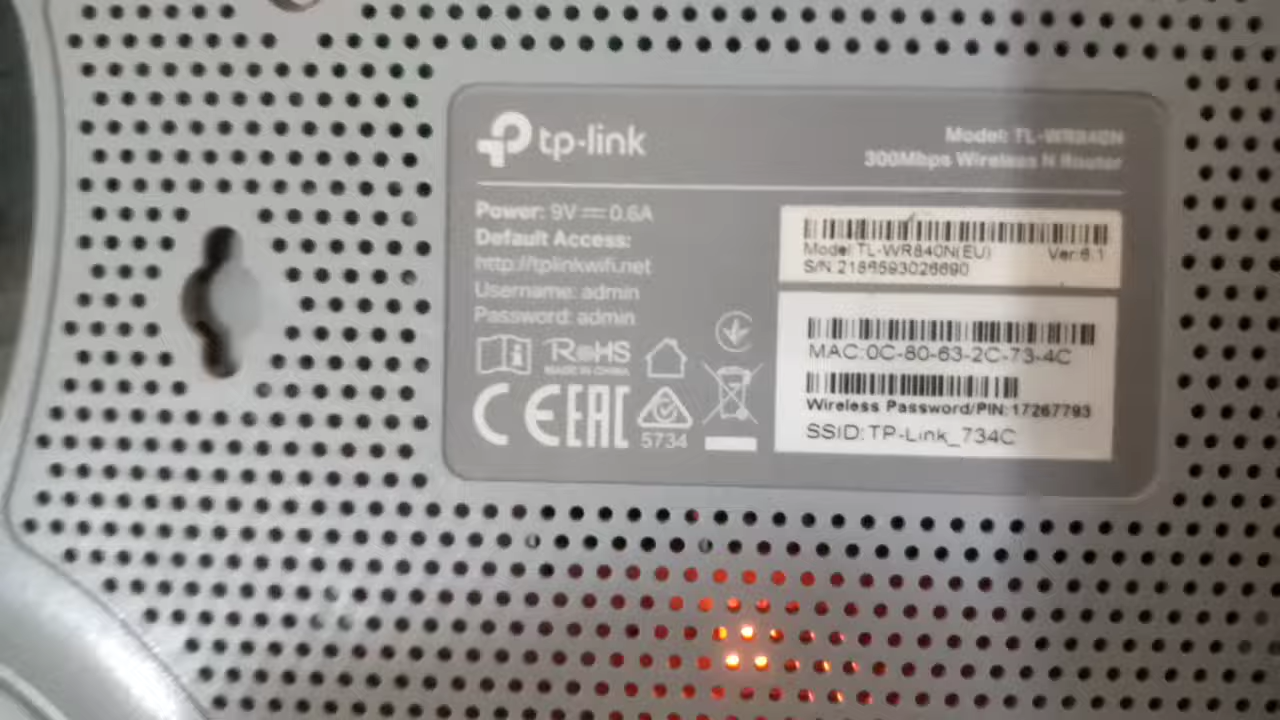 tp-link
Model: TL-WR840N
300Mbps Wireless N Router
Power: 9V 0.6A
Default Access:
http://tplinkwifi.net
Username: admin
Password: admin
RoHS
MADE IN CHINA
CE EAC
5734
Model:TL-WR840N(EU) Ver:6.1
S/N:2186593026690
MAC:0C-80-63-2C-73-4C
Wireless Password/PIN:17267793
SSID:TP-Link_734C